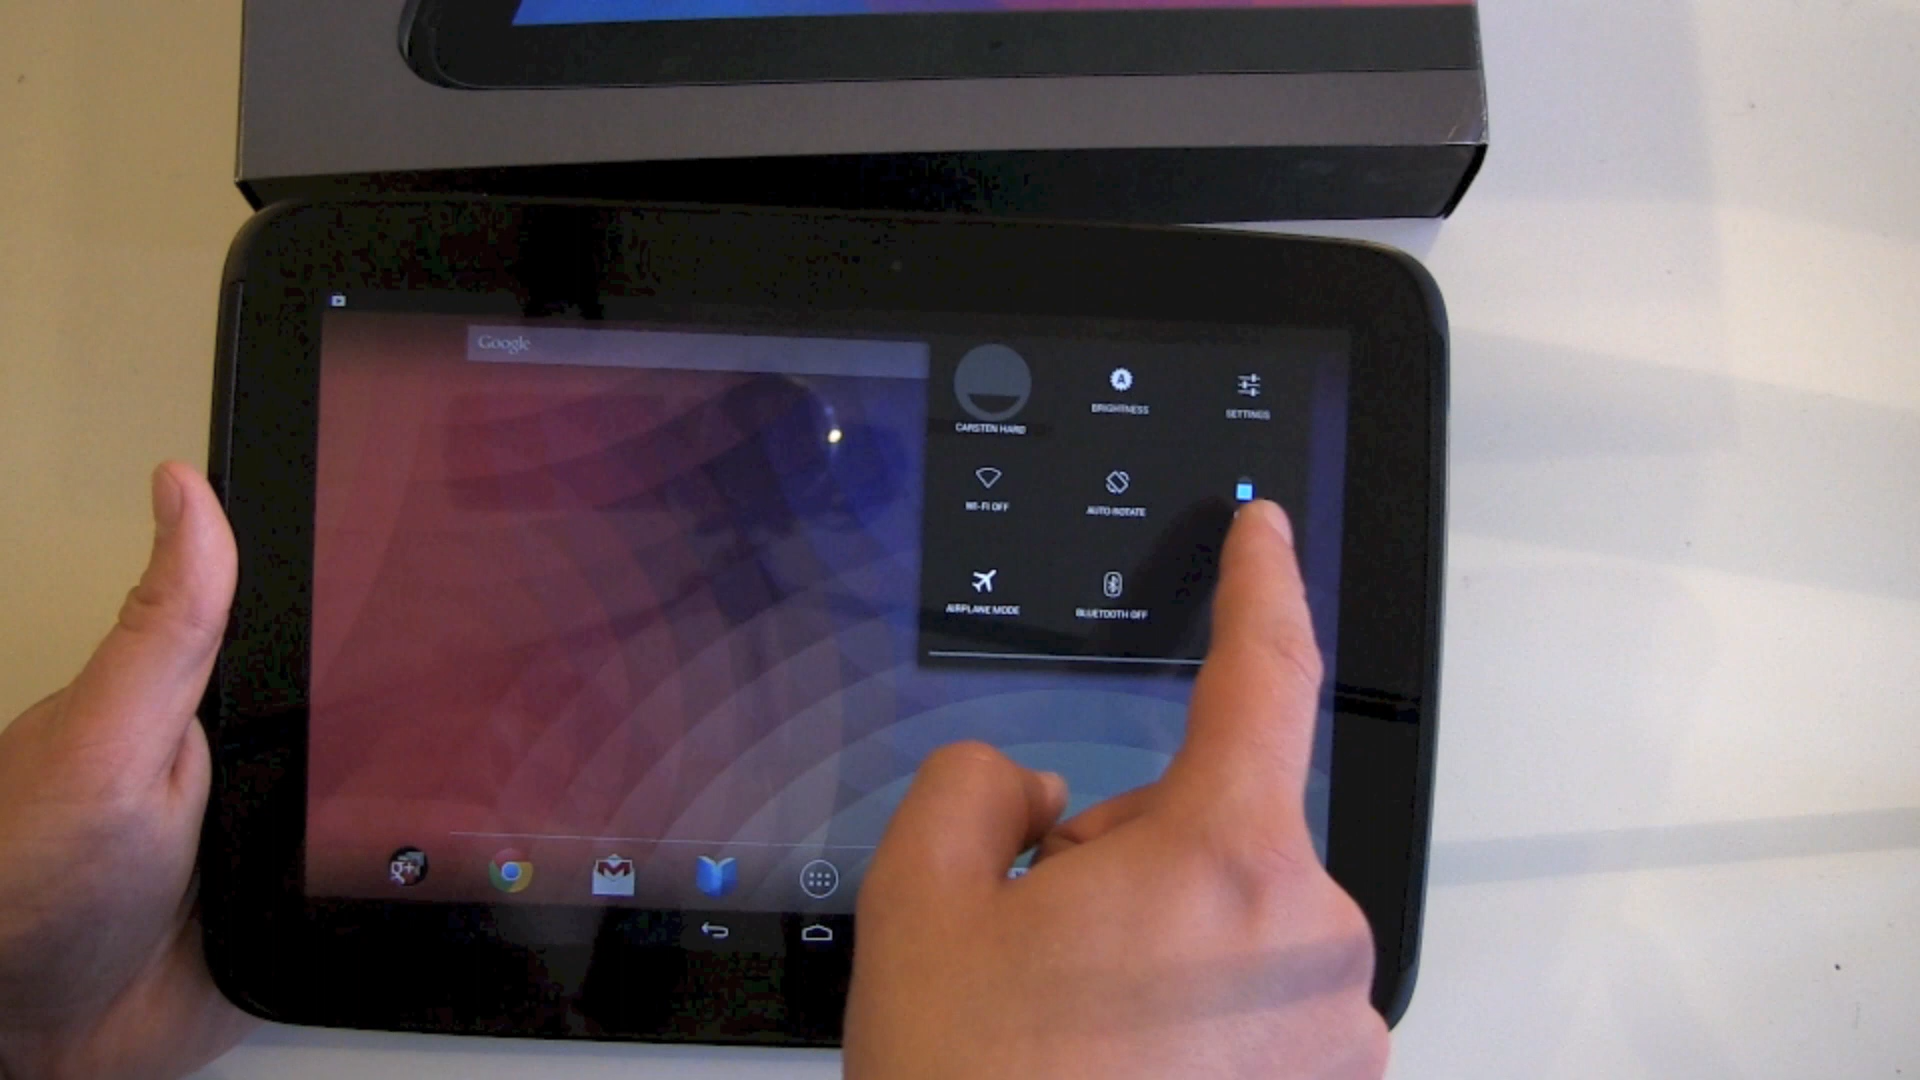 Google
BRIGHTNESS
SETTINGS
CARSTEN HARD
WI-FI OFF
AUTO ROTATE
AIRPLANE MODE
BLUETOOTH OFF
g+